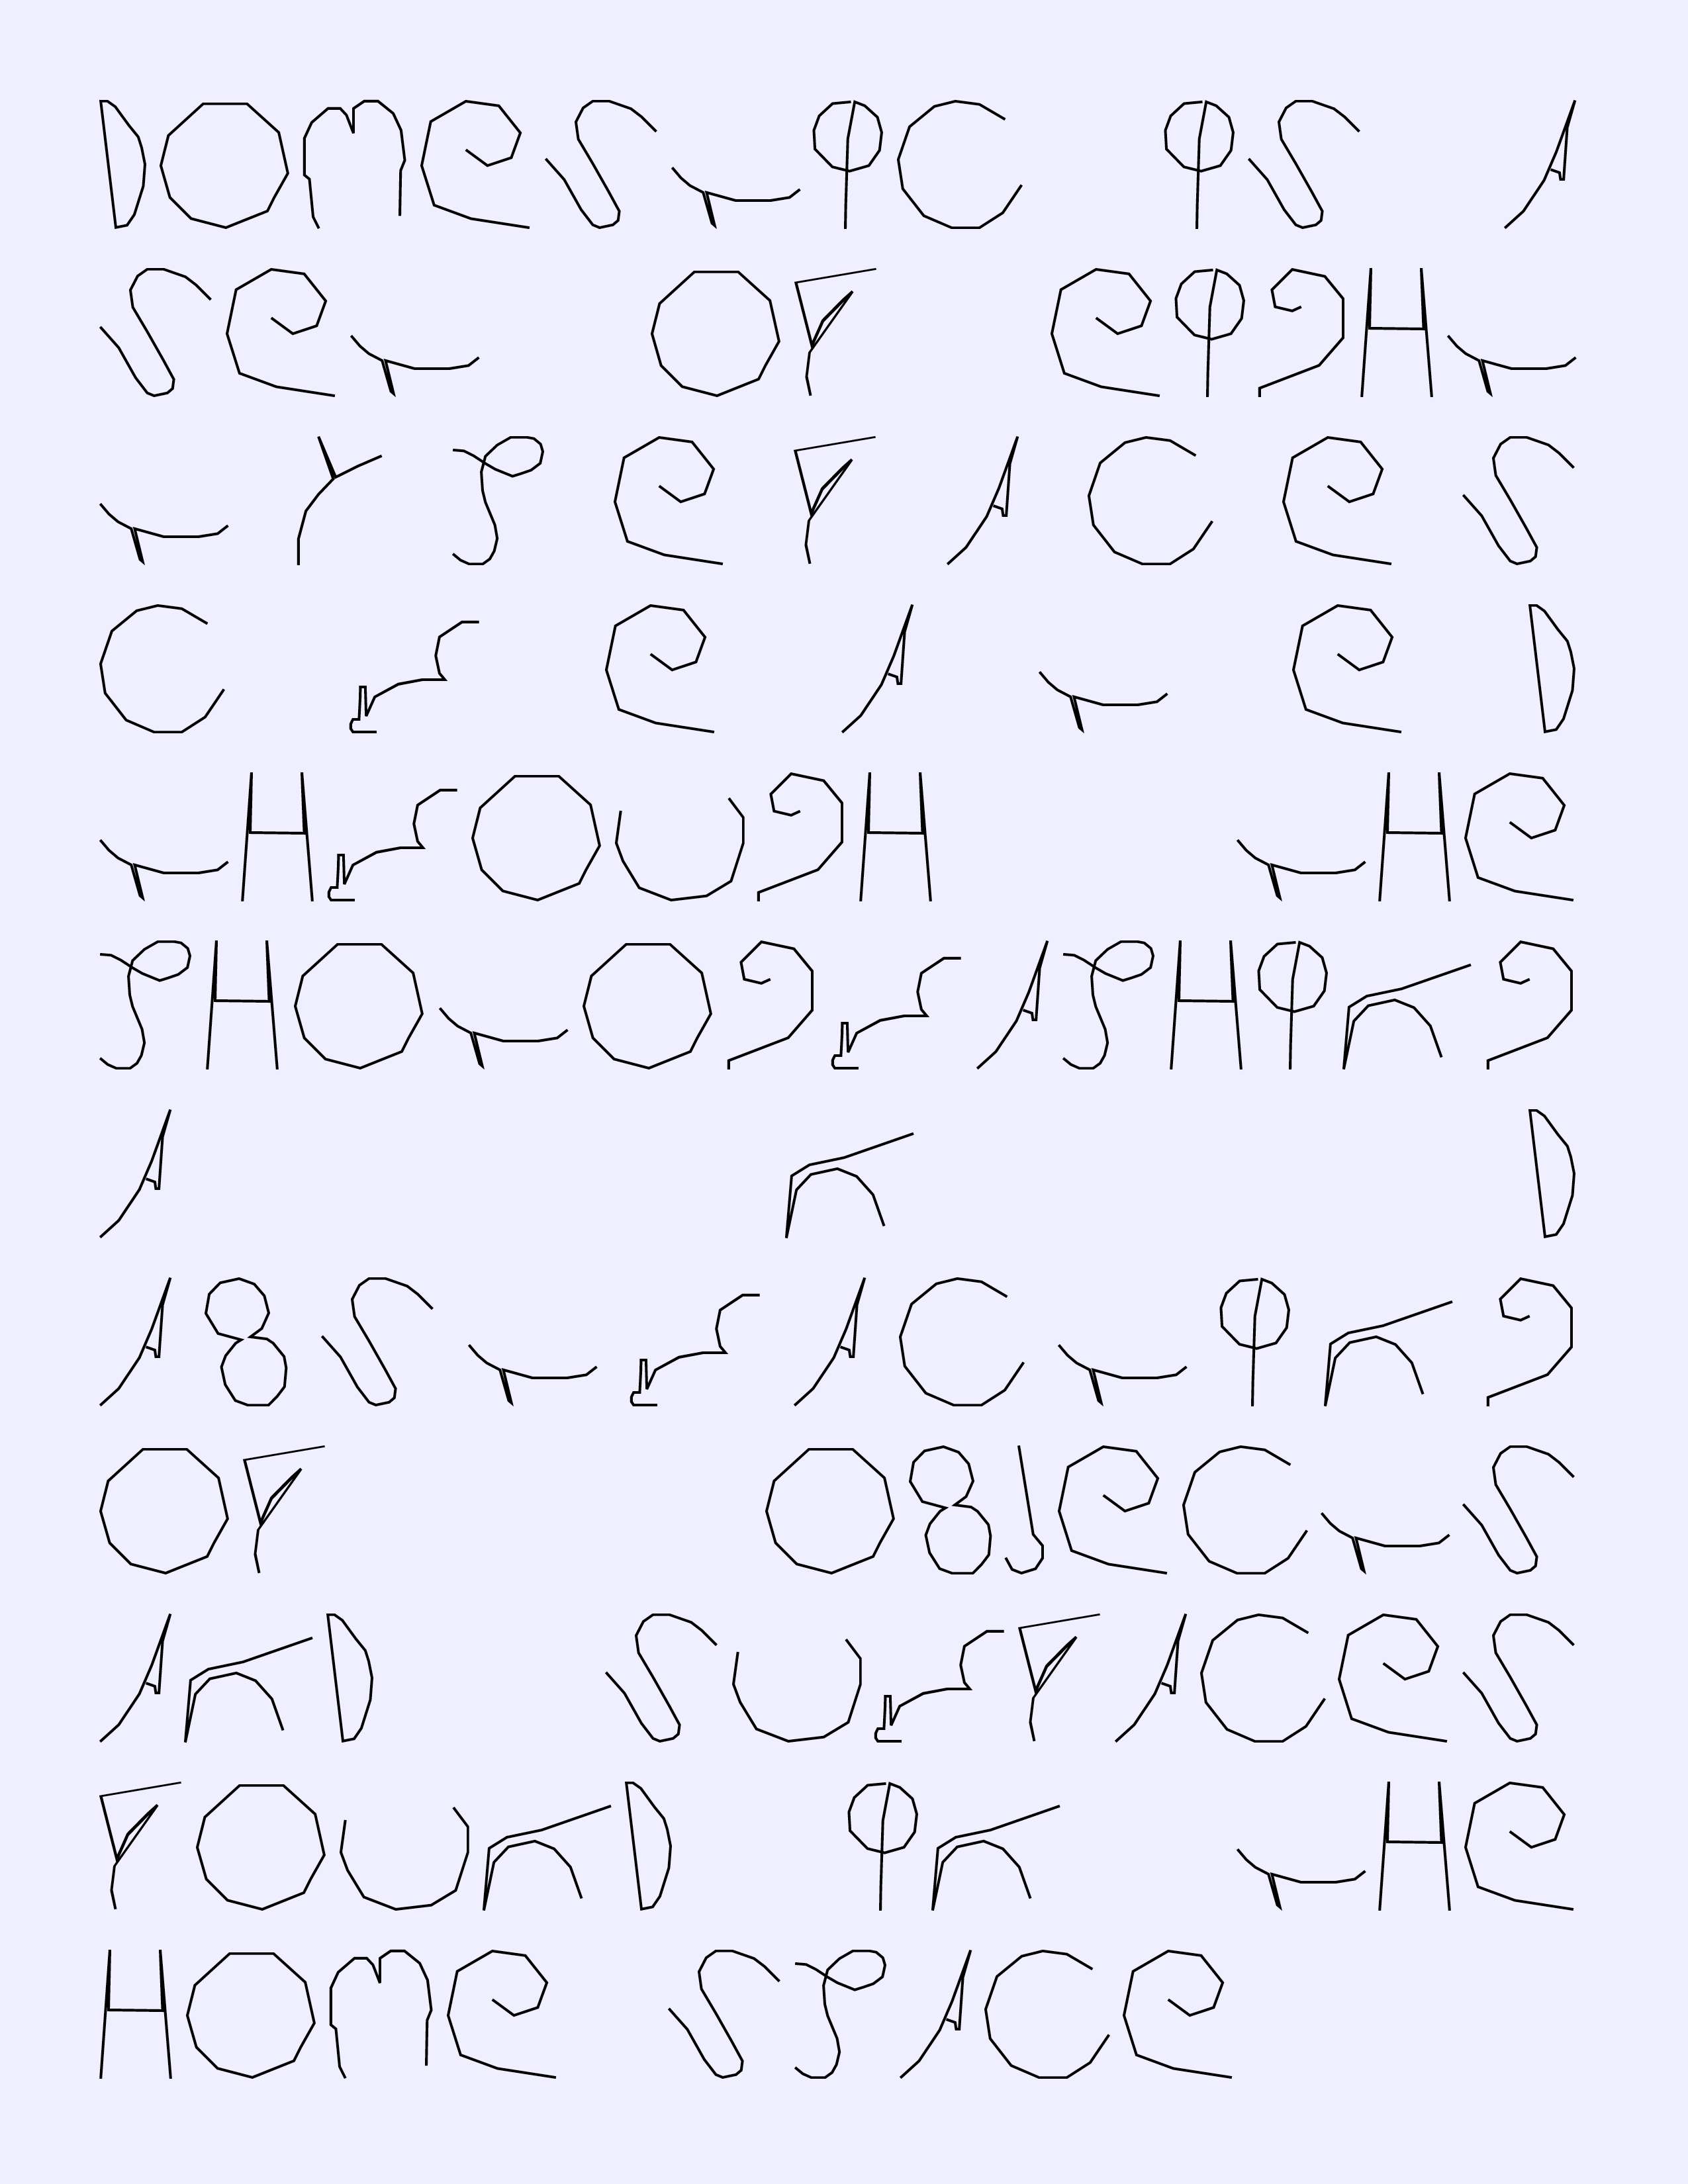 DOMESTIC IS A
SET OF EIGHT
TYPEFACES
CREATED
THROUGH THE
PHOTOGRAPHING
AND
ABSTRACTING
OF OBJECTS
AND SURFACES
FOUND IN THE
HOME SPACE